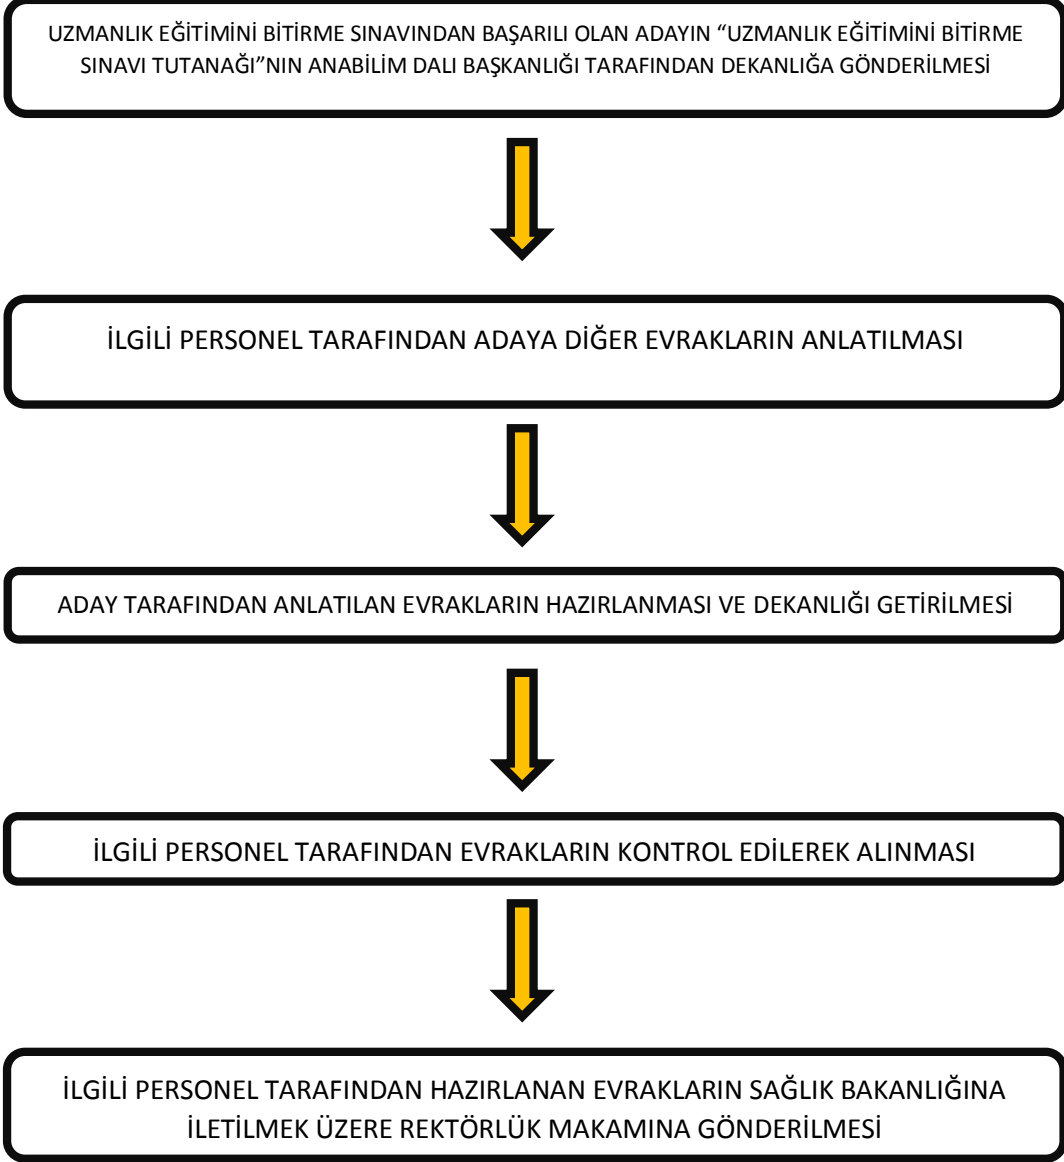 UZMANLIK EĞİTİMİNİ BİTİRME SINAVINDAN BAŞARILI OLAN ADAYIN “UZMANLIK EĞİTİMİNİ BİTİRME
SINAVI TUTANAĞI”NIN ANABİLİM DALI BAŞKANLIĞI TARAFINDAN DEKANLIĞA GÖNDERİLMESİ
İLGİLİ PERSONEL TARAFINDAN ADAYA DİĞER EVRAKLARIN ANLATILMASI
ADAY TARAFINDAN ANLATILAN EVRAKLARIN HAZIRLANMASI VE DEKANLIĞI GETİRİLMESİ
İLGİLİ PERSONEL TARAFINDAN EVRAKLARIN KONTROL EDİLEREK ALINMASI
İLGİLİ PERSONEL TARAFINDAN HAZIRLANAN EVRAKLARIN SAĞLIK BAKANLIĞINA
İLETİLMEK ÜZERE REKTÖRLÜK MAKAMINA GÖNDERİLMESİ